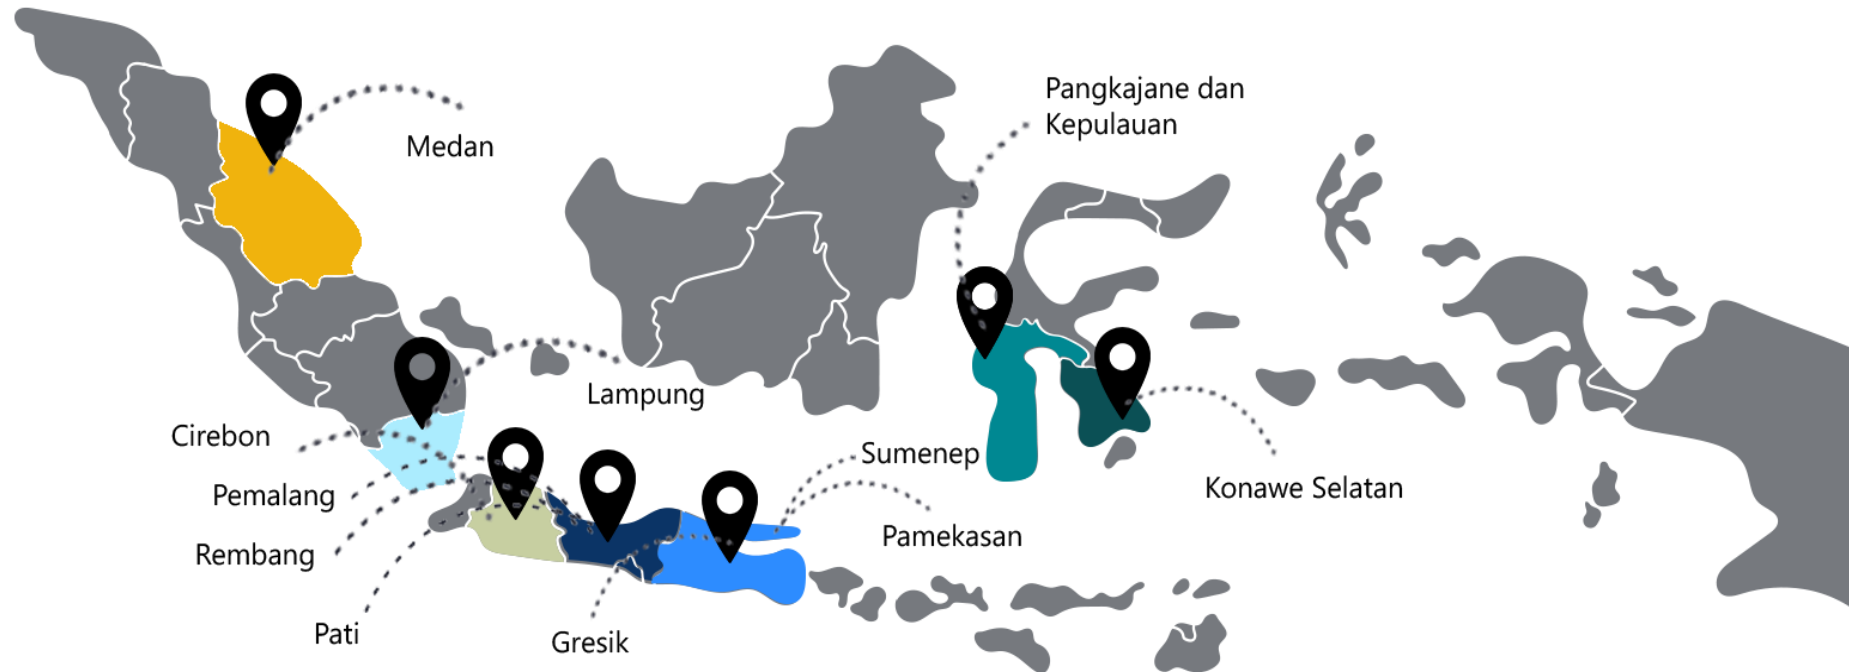 Pangkajane dan
Kepulauan
Medan
Lampung
Cirebon
Sumenep
Pemalang
Konawe Selatan
Pamekasan
Rembang
Pati
Gresik